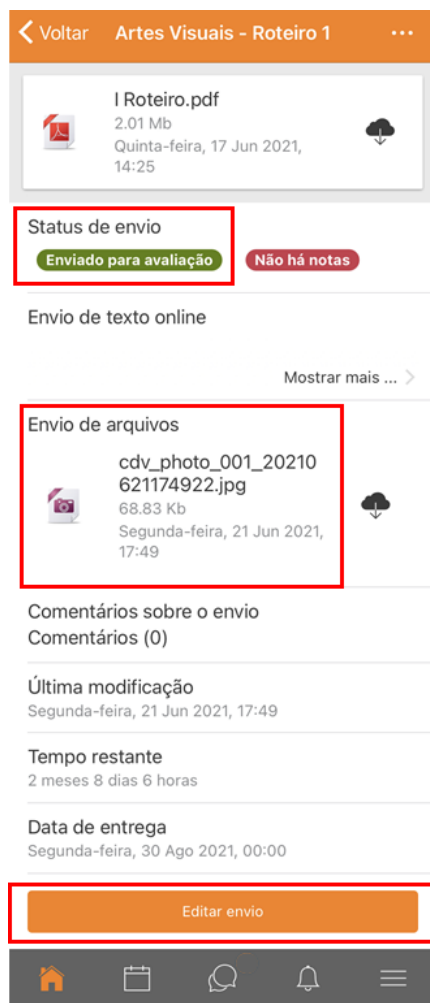 Voltar Artes Visuais - Roteiro 1
I Roteiro.pdf
2.01 Mb
Quinta-feira, 17 Jun 2021,
14:25
Status de envio
Enviado para avaliação Não há notas
Envio de texto online
Mostrar mais ...
Envio de arquivos
cdv_photo_001_20210
621174922.jpg
68.83 Kb
Segunda-feira, 21 Jun 2021,
17:49
Comentários sobre o envio
Comentários (0)
Última modificação
Segunda-feira, 21 Jun 2021, 17:49
Tempo restante
2 meses 8 dias 6 horas
Data de entrega
Segunda-feira, 30 Ago 2021, 00:00
Editar envio